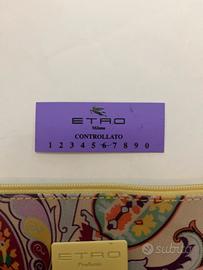 ETRO
Milano
CONTROLLATO
1 2 3 4 5 6 7 8 9 0
ETRO
Profumi
subito